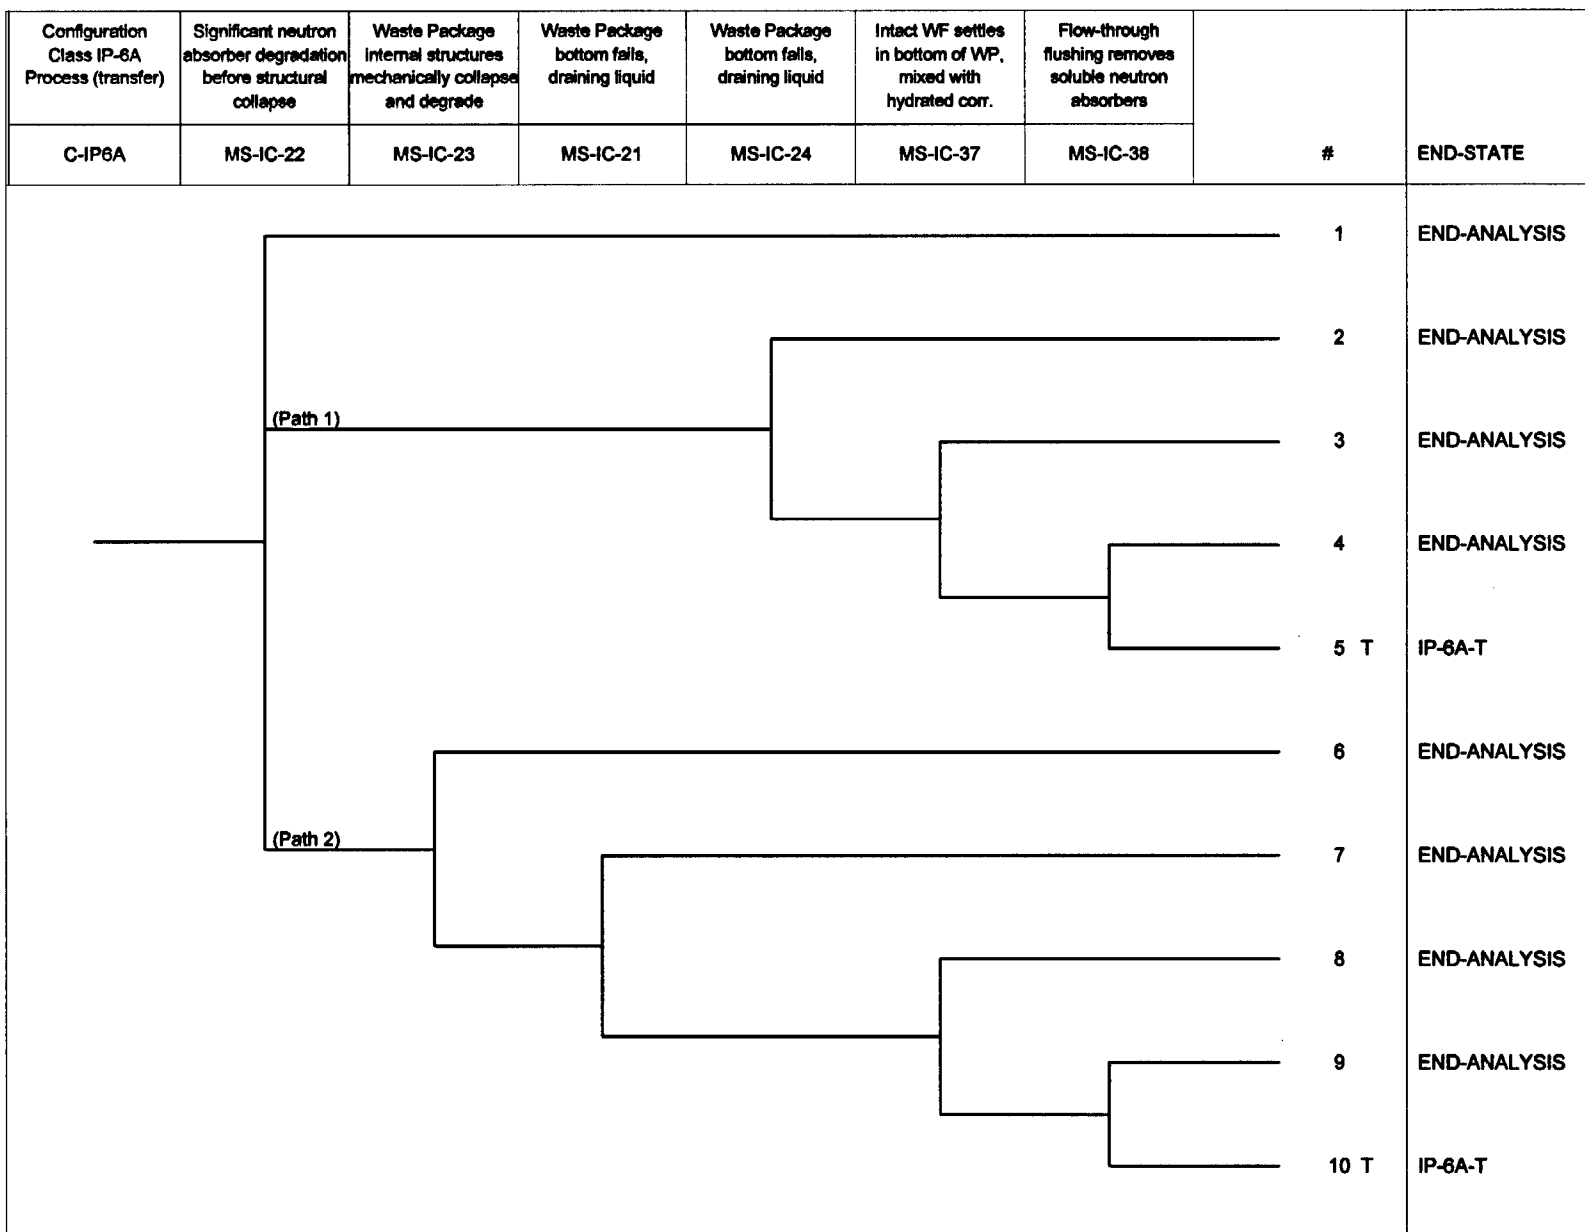 Configuration
Class IP-6A
Process (transfer)
Significant neutron
absorber degradation
before structural
collapse
Waste Package
internal structures
mechanically collapse
and degrade
Waste Package
bottom fails,
draining liquid
Waste Package
bottom fails,
draining liquid
Intact WF settles
in bottom of WP,
mixed with
hydrated corr.
Flow-through
flushing removes
soluble neutron
absorbers
C-IP6A
MS-IC-22
MS-IC-23
MS-IC-21
MS-IC-24
MS-IC-37
MS-IC-38
#
END-STATE
1 END-ANALYSIS
2 END-ANALYSIS
(Path 1)
3 END-ANALYSIS
4 END-ANALYSIS
5 T IP-6A-T
6 END-ANALYSIS
(Path 2)
7 END-ANALYSIS
8 END-ANALYSIS
9 END-ANALYSIS
10 T IP-6A-T